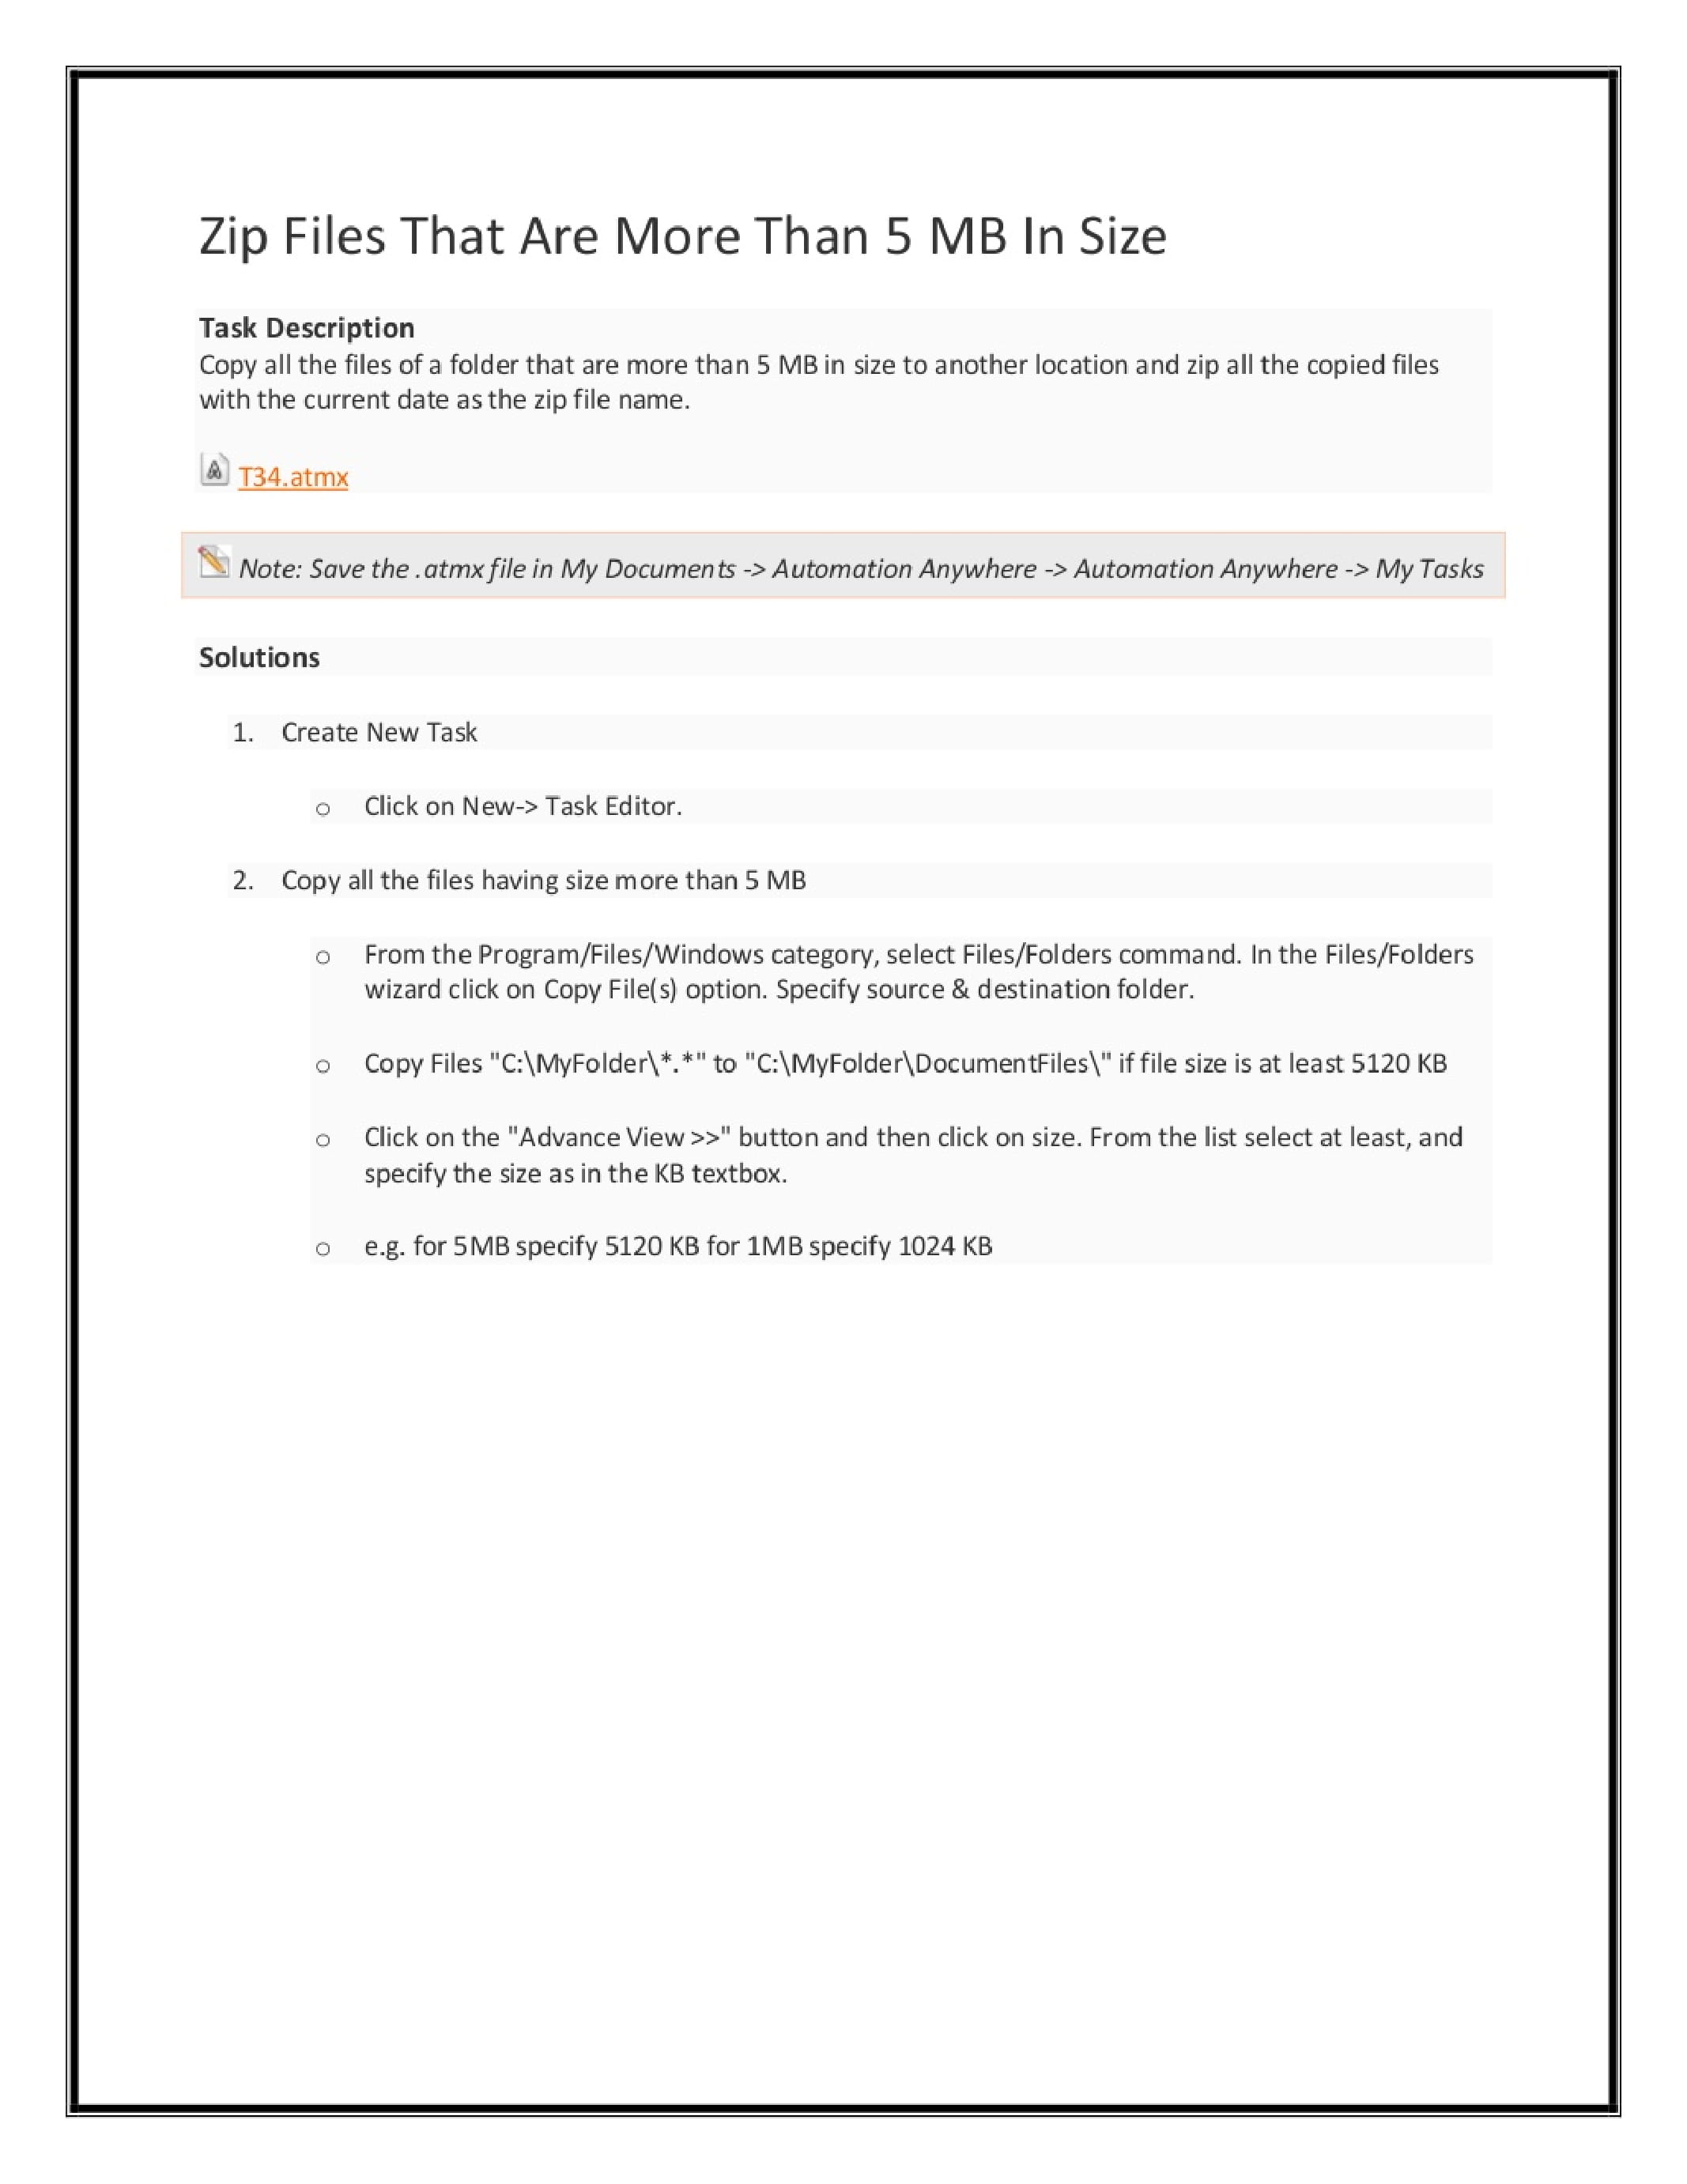 Zip Files That Are More Than 5 MB In Size
Task Description
Copy all the files of a folder that are more than 5 MB in size to another location and zip all the copied files
with the current date as the zip file name.
T34.atmx
Note: Save the .atmx file in My Documents -> Automation Anywhere -> Automation Anywhere -> My Tasks
Solutions
1. Create New Task
o Click on New-> Task Editor.
2. Copy all the files having size more than 5 MB
o From the Program/Files/Windows category, select Files/Folders command. In the Files/Folders
wizard click on Copy File(s) option. Specify source & destination folder.
o Copy Files "C:\MyFolder\*.*" to "C:\MyFolder\DocumentFiles\" if file size is at least 5120 KB
o Click on the "Advance View >>" button and then click on size. From the list select at least, and
specify the size as in the KB textbox.
o e.g. for 5MB specify 5120 KB for 1MB specify 1024 KB